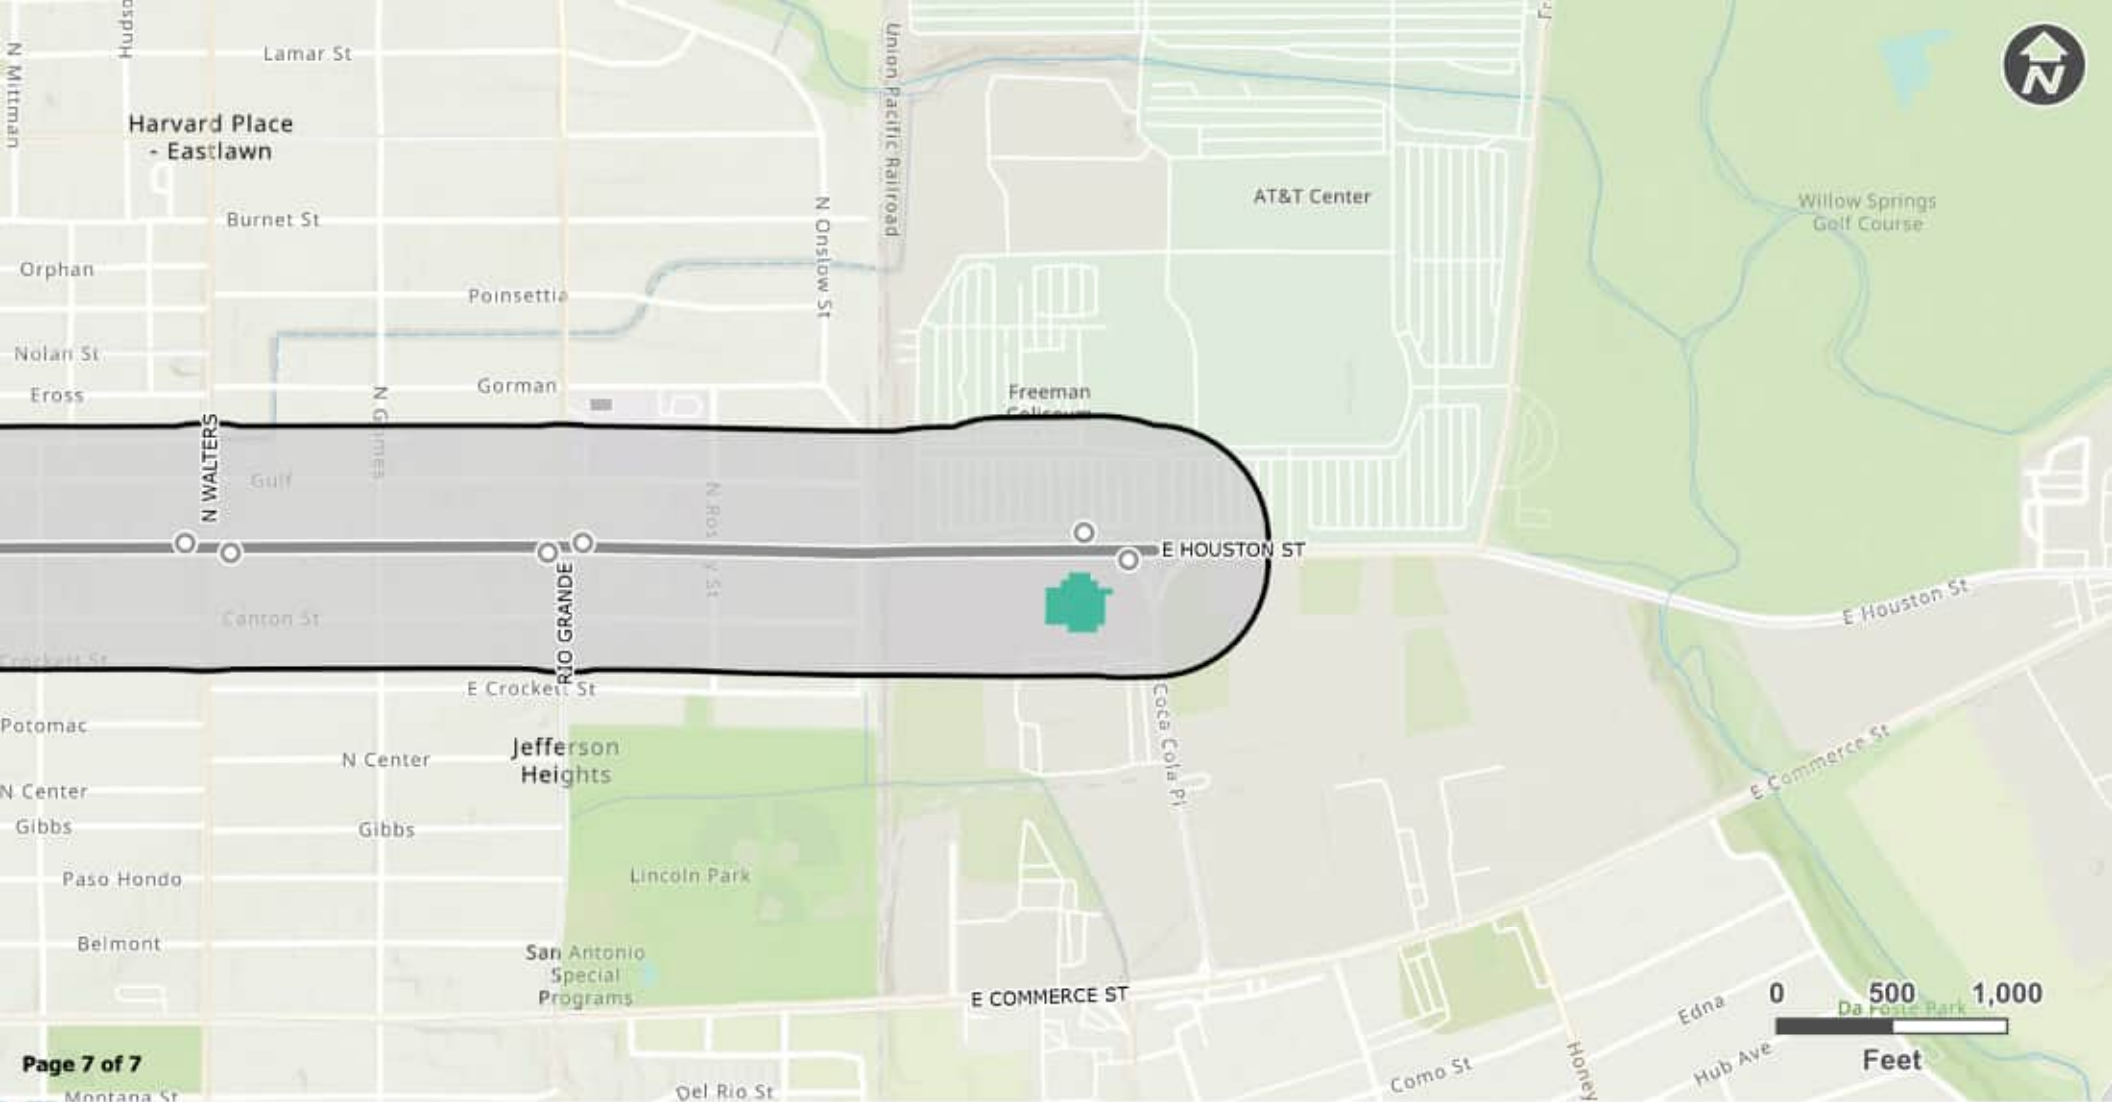 N Mittman
Lamar St
Union Pacific Railroad
Harvard Place
- Eastlawn
AT&T Center
N
Willow Springs
Golf Course
Burnet St
N Onslow St
Orphan
Poinsettia
Nolan St
Gorman
Eross
Freeman
Coliseum
N WALTERS
N Grimes
Gulf
N Rosary St
E HOUSTON ST
RIO GRANDE
Canton St
E Houston St
Crockett St
E Crockett St
Coca Cola Pl
Potomac
Jefferson
Heights
N Center
E Commerce St
N Center
Gibbs
Gibbs
Paso Hondo
Lincoln Park
Belmont
San Antonio
Special
Programs
E COMMERCE ST
0 500 1,000
Edna
Feet
Hub Ave
Honey
Como St
Page 7 of 7
Montana St
Del Rio St